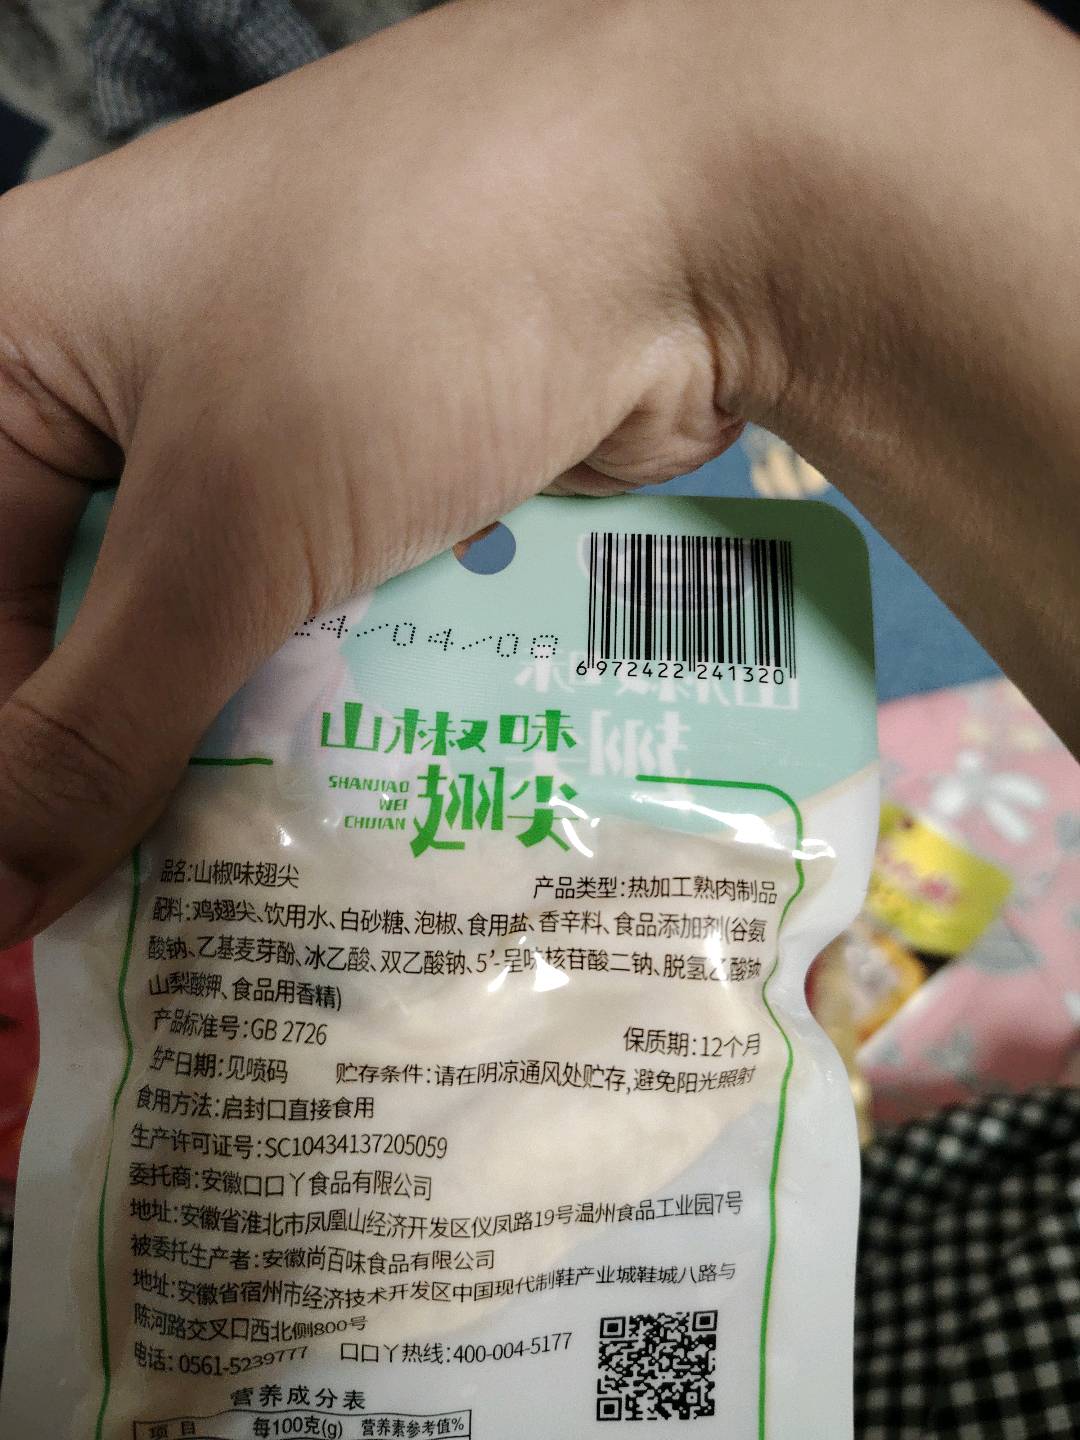 24/04/08
6 972422 241320
山椒味
SHANJIAO
WEI
CHIJIAN
翅尖
品名:山椒味翅尖
产品类型:热加工熟肉制品
配料:鸡翅尖、饮用水、白砂糖、泡椒、食用盐、香辛料、食品添加剂(谷氨
酸钠、乙基麦芽酚、冰乙酸、双乙酸钠、5'-呈味核苷酸二钠、脱氢乙酸钠
山梨酸钾、食品用香精)
产品标准号:GB 2726
保质期:12个月
生产日期:见喷码
贮存条件:请在阴凉通风处贮存,避免阳光照射
食用方法:启封口直接食用
生产许可证号:SC10434137205059
委托商:安徽口口丫食品有限公司
地址:安徽省淮北市凤凰山经济开发区仪凤路19号温州食品工业园7号
被委托生产者:安徽尚百味食品有限公司
地址:安徽省宿州市经济技术开发区中国现代制鞋产业城鞋城八路与
陈河路交叉口西北侧800号
电话:0561-5239777
口口丫热线:400-004-5177
营养成分表
项目 每100克(g) 营养素参考值%